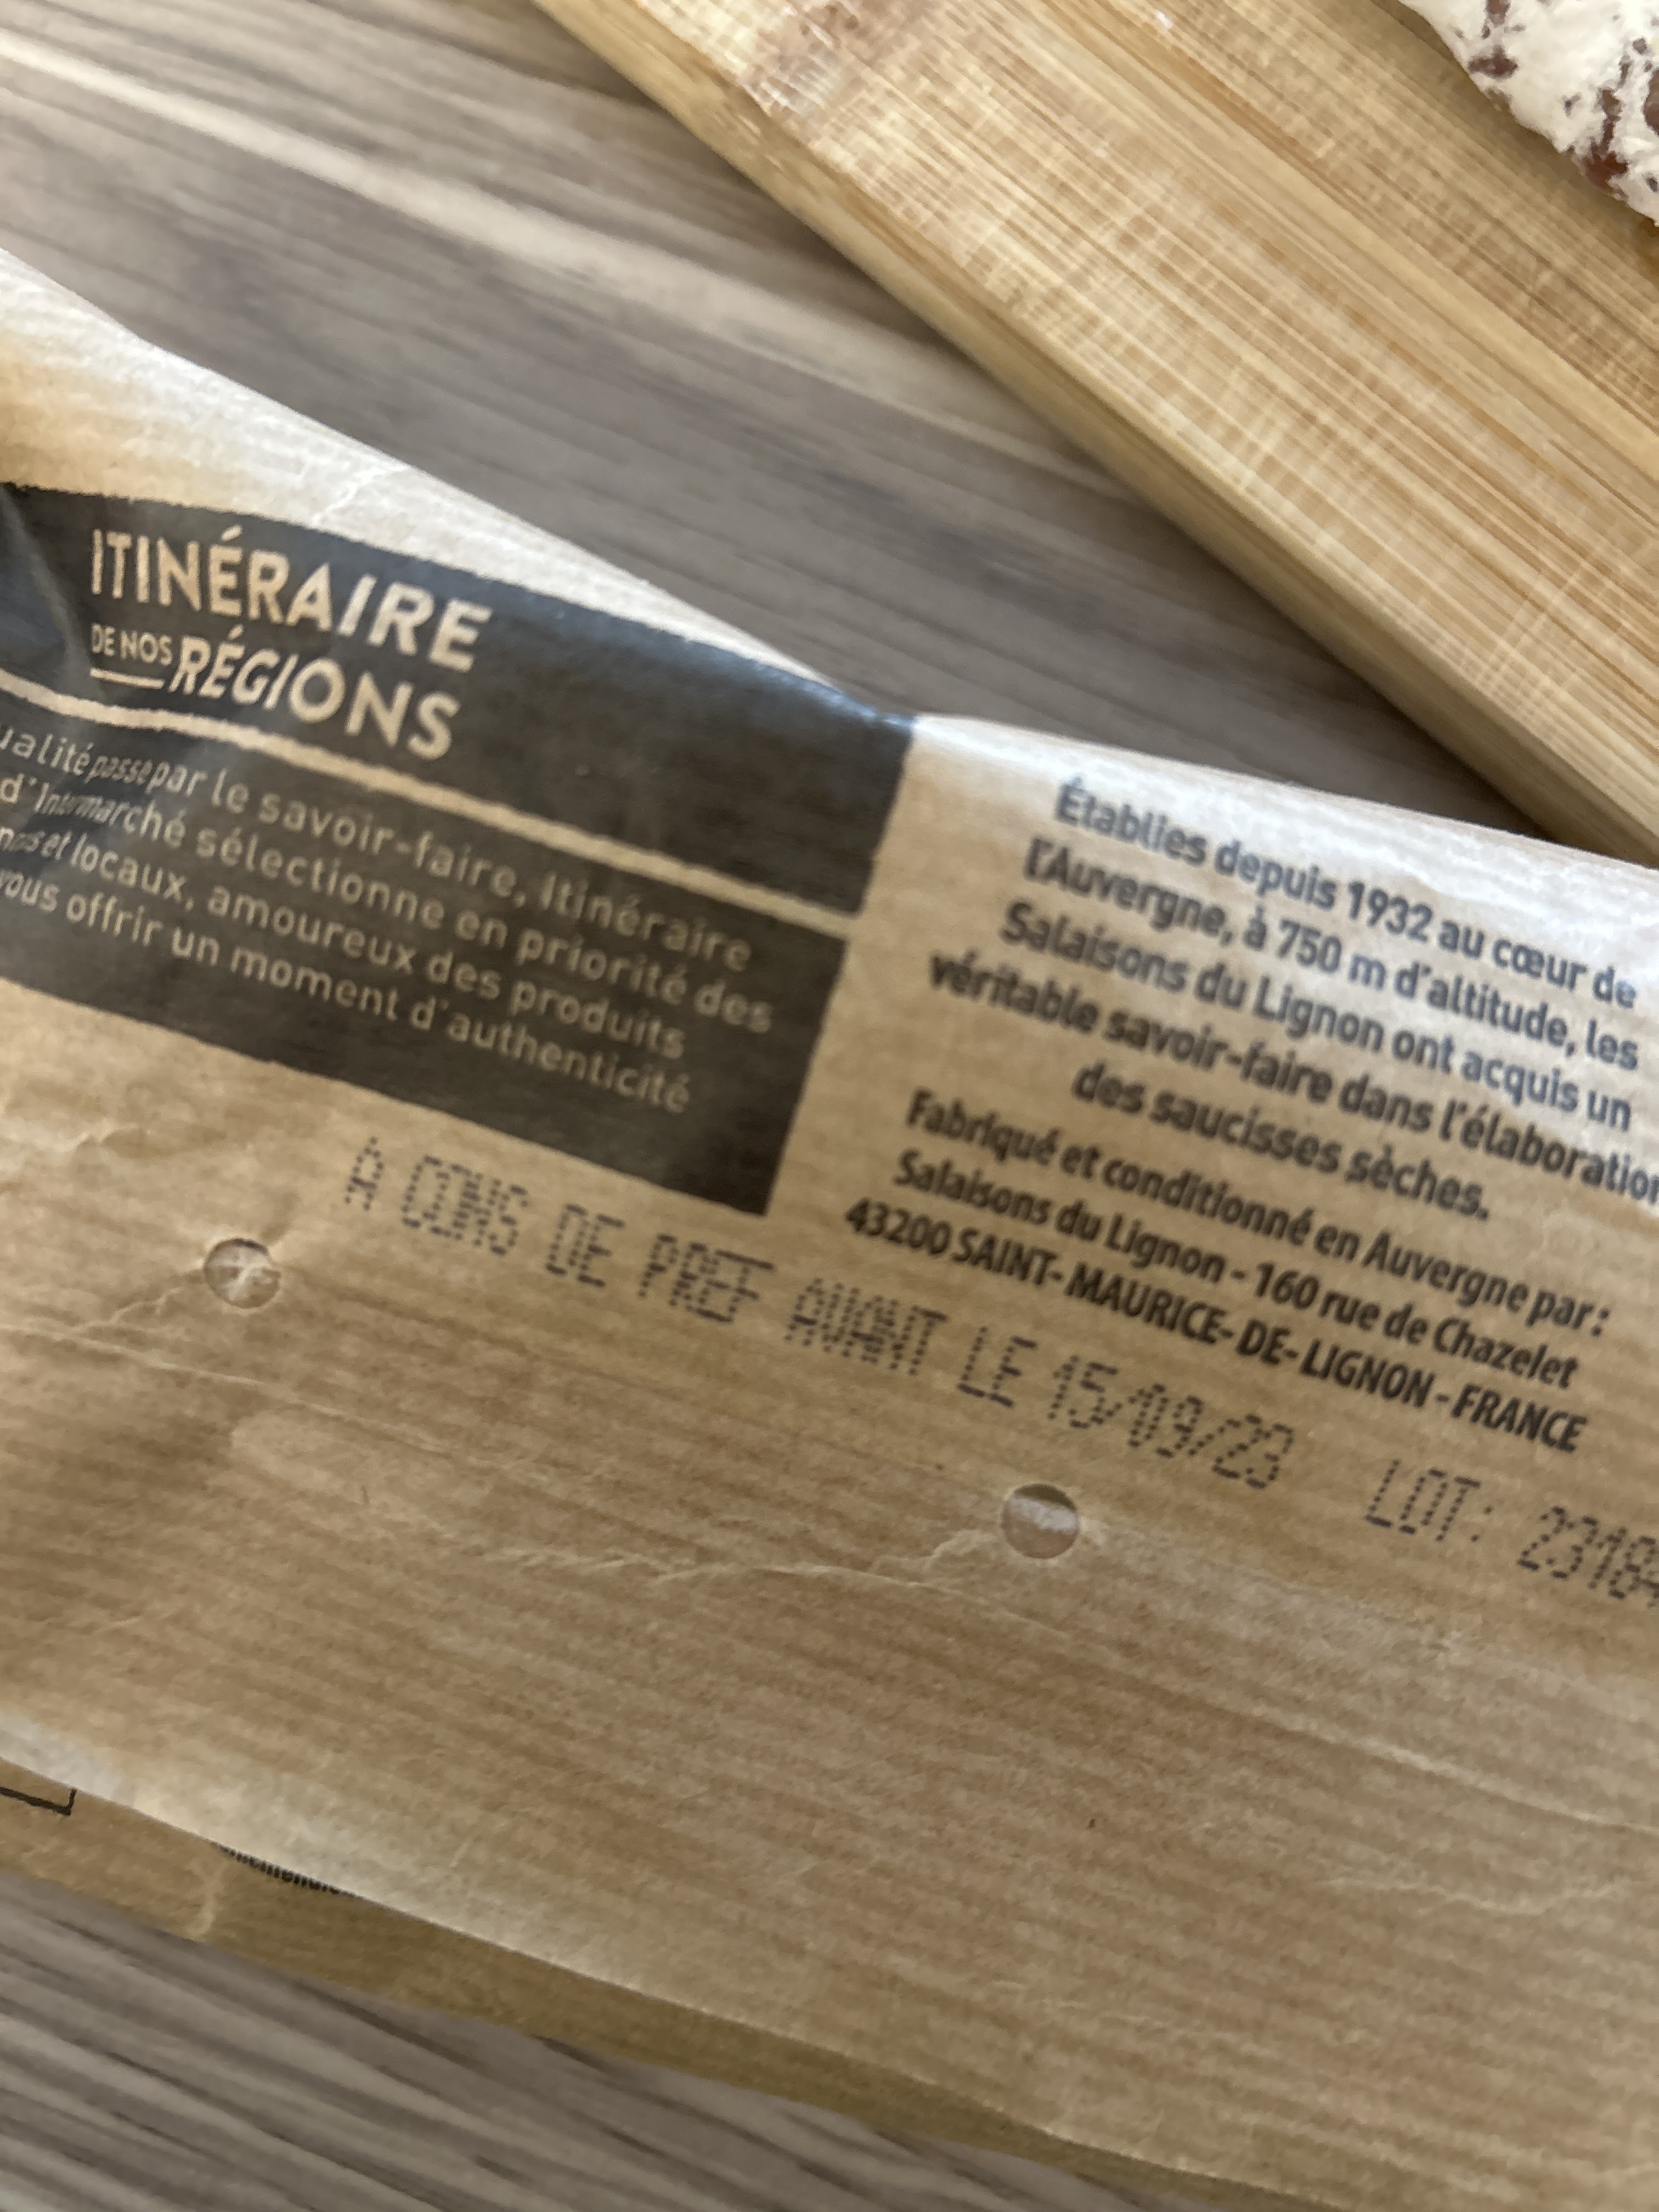 ITINÉRAIRE
DE NOS RÉGIONS
passe par le savoir-faire, Itinéraire
d'Intermarché sélectionne en priorité des
et locaux, amoureux des produits
vous offrir un moment d'authenticité
Établies depuis 1932 au cœur de
l'Auvergne, à 750 m d'altitude, les
Salaisons du Lignon ont acquis un
véritable savoir-faire dans l'élaboration
des saucisses sèches.
Fabriqué et conditionné en Auvergne par :
Salaisons du Lignon - 160 rue de Chazelet
43200 SAINT- MAURICE- DE- LIGNON - FRANCE
A CONS DE PREF AVANT LE 15/09/23 LOT: 23184